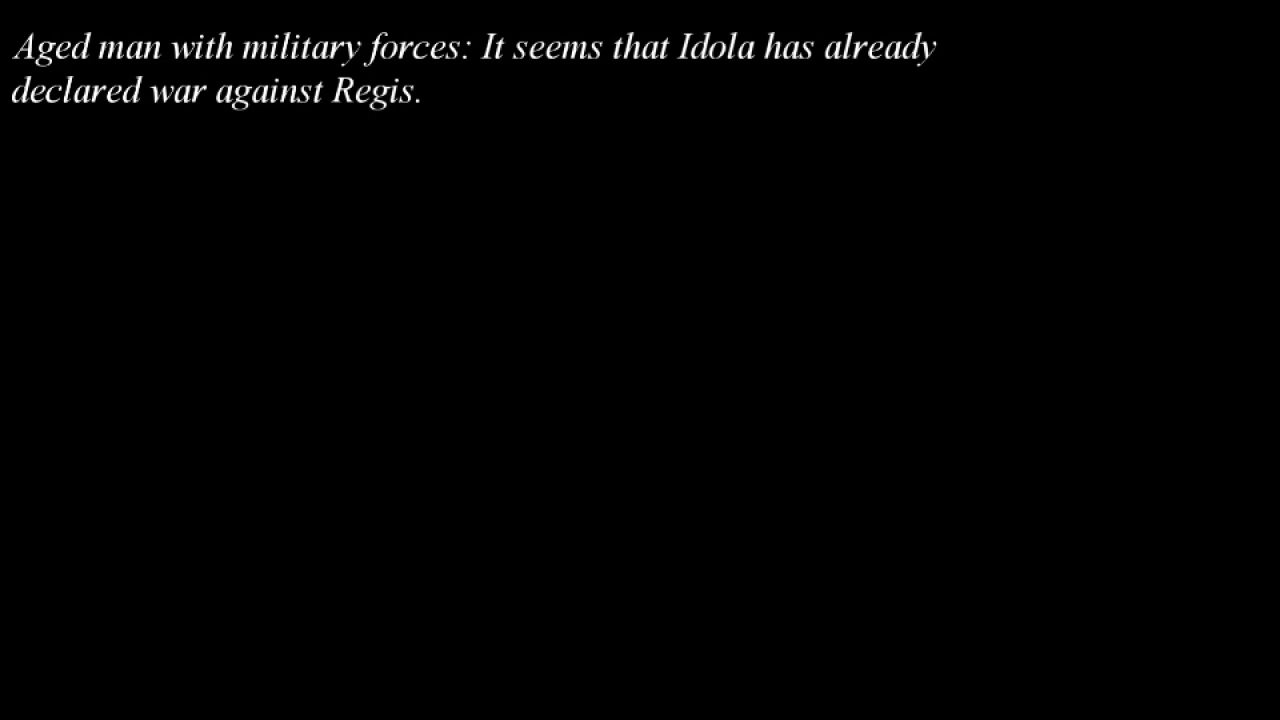 Aged man with military forces: It seems that Idola has already
declared war against Regis.